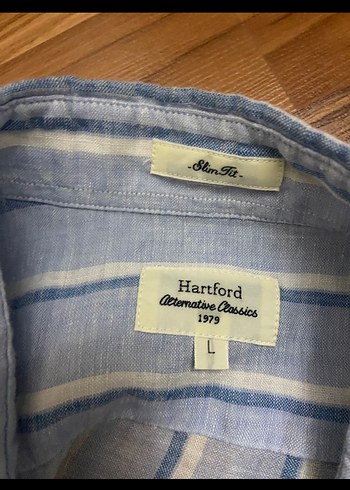 -Slim Fit-
Hartford
Alternative Classics
1979
L